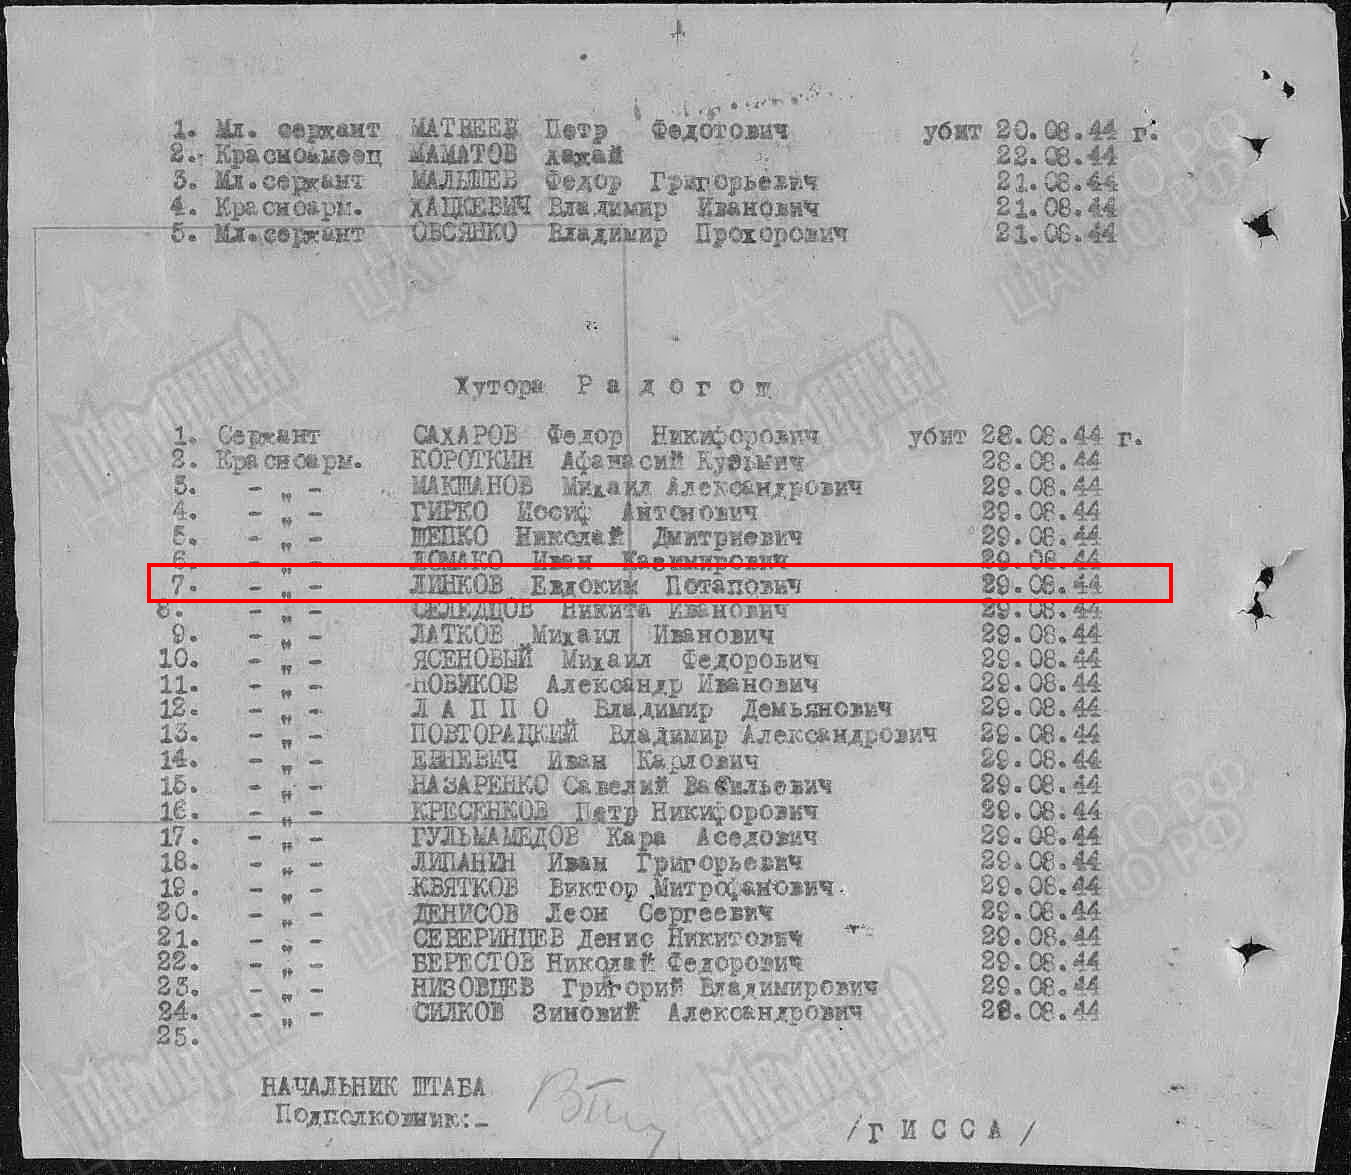 1. Мл. сержант МАТВЕЕВ Петр Федотович убит 20.08.44 г.
2. Красноамеец МАМАТОВ 22.08.44
3. Мл.сержант МАЛЫШЕВ Федор Григорьевич 21.08.44
4. Красноарм. ХАЦКЕВИЧ Владимир Иванович 21.08.44
5. Мл.сержант ОВСЯНКО Владимир Прохорович 21.08.44
Хутора Р а д о г о щ
1. Сержант САХАРОВ Федор Никифорович убит 28.08.44 г.
2. Красноарм. КОРОТКИН Афанасий Кузьмич 28.08.44
3. - „ - МАКШАНОВ Михаил Александрович 29.08.44
4. - „ - ГИРКО Иосиф Антонович 29.08.44
5. - „ - ШЕПКО Николай Дмитриевич 29.08.44
6. - „ - ДОМАКО Иван Казимирович 29.08.44
7. - „ - ЛИНКОВ Евдоким Потапович 29.08.44
8. - „ - СЕЛЕДЦОВ Никита Иванович 29.08.44
9. - „ - ЛАТКОВ Михаил Иванович 29.08.44
10. - „ - ЯСЕНОВЫЙ Михаил Федорович 29.08.44
11. - „ - НОВИКОВ Александр Иванович 29.08.44
12. - „ - Л А П П О Владимир Демьянович 29.08.44
13. - „ - ПОВТОРАЦКИЙ Владимир Александрович 29.08.44
14. - „ - Иван Карлович 29.08.44
15. - „ - НАЗАРЕНКО Савелий Васильевич 29.08.44
16. - „ - КРЕСЕНКОВ Петр Никифорович 29.08.44
17. - „ - ГУЛЬМАМЕДОВ Кара Аседович 29.08.44
18. - „ - ЛИПАНИН Иван Григорьевич 29.08.44
19. - „ - КВЯТКОВ Виктор Митрофанович. 29.08.44
20. - „ - ДЕНИСОВ Леон Сергеевич 29.08.44
21. - „ - СЕВЕРИНЦЕВ Денис Никитович 29.08.44
22. - „ - БЕРЕСТОВ Николай Федорович 29.08.44
23. - „ - НИЗОВЦЕВ Григорий Владимирович 29.08.44
24. - „ - СИЛКОВ Зиновий Александрович 28.08.44
25.
НАЧАЛЬНИК ШТАБА
Подполковник:-
/Г И С С А/